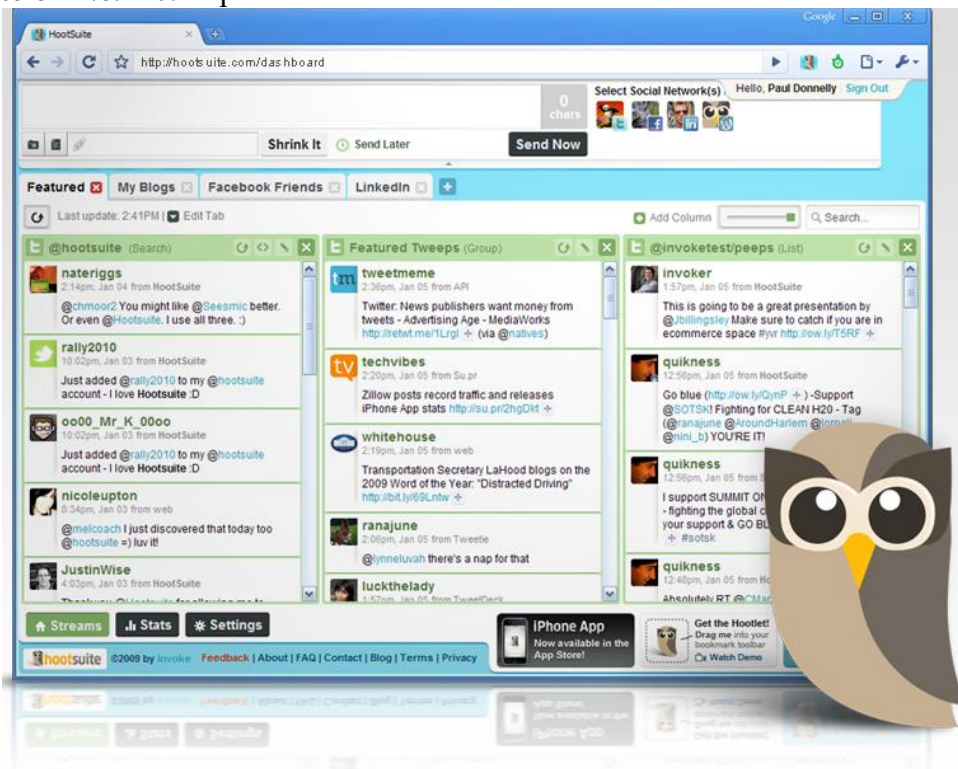 Google
HootSuite
http://hootsuite.com/dashboard
Hello, Paul Donnelly Sign Out
Select Social Network(s)
0
chars
Shrink It
Send Later
Send Now
Featured
My Blogs
Facebook Friends
LinkedIn
Last update: 2:41PM | Edit Tab
Add Column
Search...
@hootsuite (Search)
nateriggs
2:14pm, Jan 04 from HootSuite
@chmoor2 You might like @Seesmic better.
Or even @Hootsuite. I use all three. :)
rally2010
10:02pm, Jan 03 from HootSuite
Just added @rally2010 to my @hootsuite
account - I love Hootsuite :D
oo00_Mr_K_00oo
10:02pm, Jan 03 from HootSuite
Just added @rally2010 to my @hootsuite
account - I love Hootsuite :D
nicoleupton
8:34pm, Jan 03 from web
@melcoach I just discovered that today too
@hootsuite =) luv it!
JustinWise
4:03pm, Jan 03 from HootSuite
Featured Tweeps (Group)
tm
tweetmeme
2:36pm, Jan 05 from API
Twitter: News publishers want money from
tweets - Advertising Age - MediaWorks
http://retwt.me/1LrgI (via @natives)
tv
techvibes
2:20pm, Jan 05 from Su.pr
Zillow posts record traffic and releases
iPhone App stats http://su.pr/2hgDkt
whitehouse
2:19pm, Jan 05 from web
Transportation Secretary LaHood blogs on the
2009 Word of the Year: "Distracted Driving"
http://bit.ly/69Lntw
ranajune
2:06pm, Jan 05 from Tweetie
@lynneluvah there's a nap for that
luckthelady
1:57pm, Jan 05 from TweetDeck
@invoketest/peeps (List)
invoker
1:57pm, Jan 05 from HootSuite
This is going to be a great presentation by
@Jbillingsley Make sure to catch if you are in
ecommerce space #yvr http://ow.ly/T5RF
quikness
12:56pm, Jan 05 from HootSuite
Go blue (http://ow.ly/QynP ) -Support
@SOTSK! Fighting for CLEAN H20 - Tag
(@ranajune @AroundHarlem
@nini_b) YOU'RE IT!
quikness
12:56pm, Jan 05 from
I support SUMMIT ON
- fighting the global
your support & GO
#sotsk
quikness
12:46pm, Jan 05 from
Absolutely RT
Streams
Stats
Settings
iPhone App
Now available in the
App Store!
Get the Hootlet!
Drag me into your
bookmark toolbar
Watch Demo
hootsuite ©2009 by Invoke Feedback | About | FAQ | Contact | Blog | Terms | Privacy